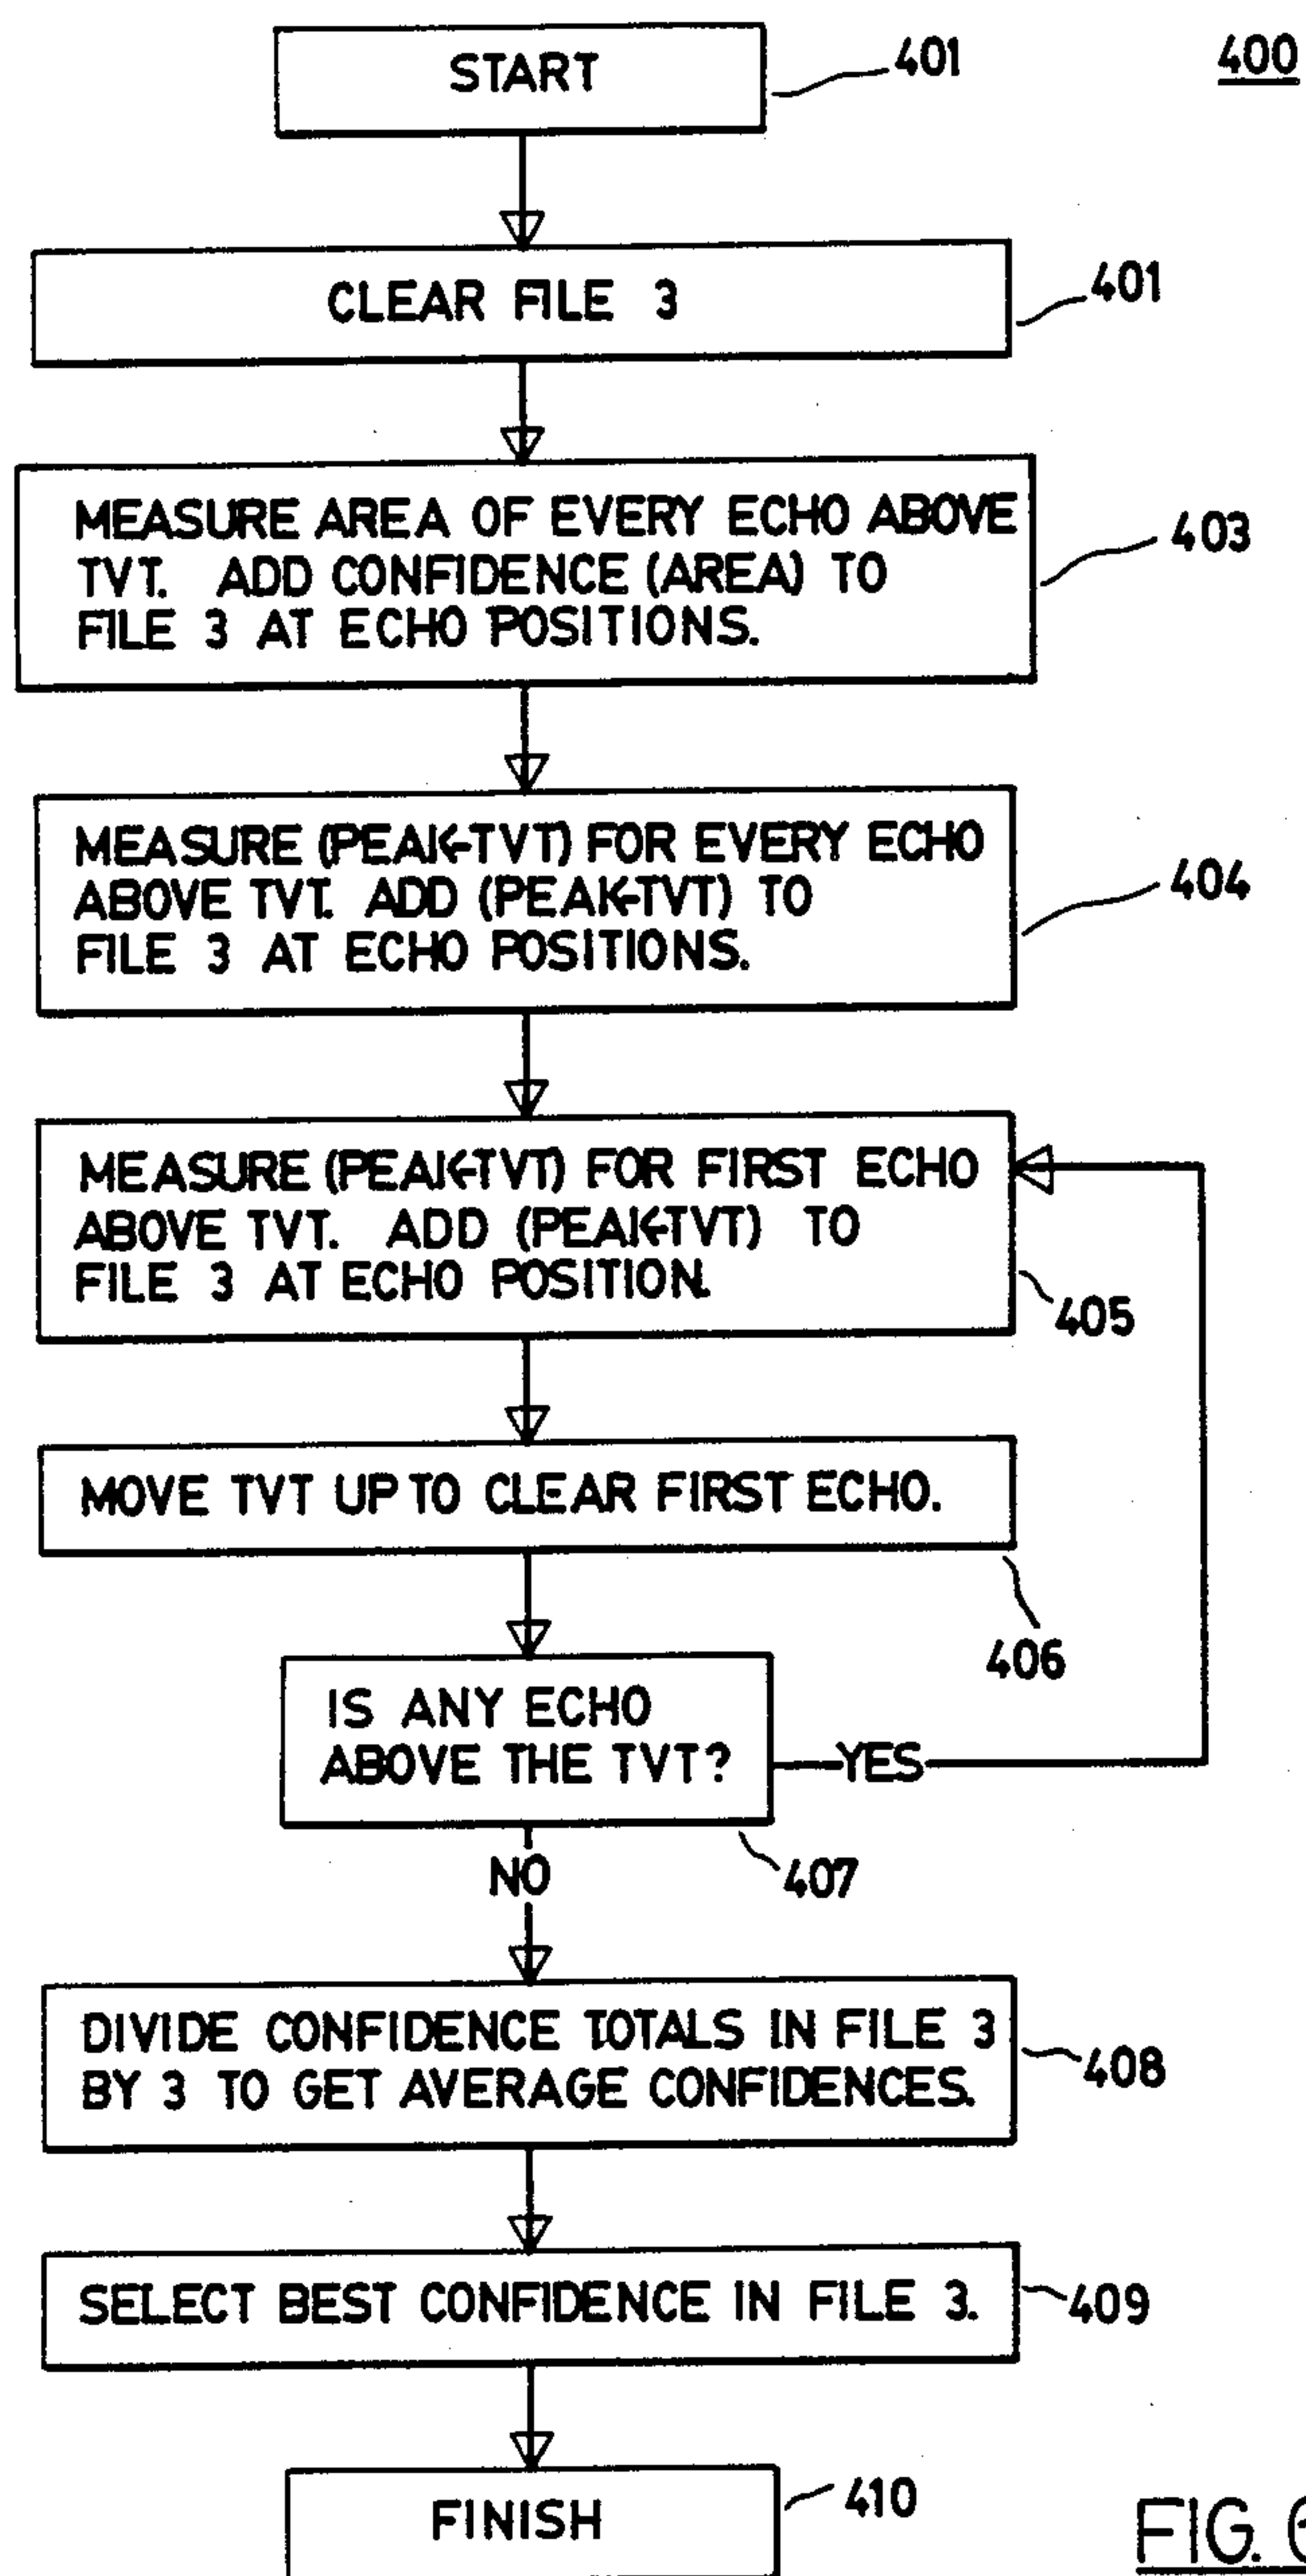 START
401
400
CLEAR FILE 3
401
MEASURE AREA OF EVERY ECHO ABOVE
TVT. ADD CONFIDENCE (AREA) TO
FILE 3 AT ECHO POSITIONS.
403
MEASURE (PEAK-TVT) FOR EVERY ECHO
ABOVE TVT. ADD (PEAK-TVT) TO
FILE 3 AT ECHO POSITIONS.
404
MEASURE (PEAK-TVT) FOR FIRST ECHO
ABOVE TVT. ADD (PEAK-TVT) TO
FILE 3 AT ECHO POSITION.
405
MOVE TVT UP TO CLEAR FIRST ECHO.
406
IS ANY ECHO
ABOVE THE TVT?
YES
407
NO
DIVIDE CONFIDENCE TOTALS IN FILE 3
BY 3 TO GET AVERAGE CONFIDENCES.
408
SELECT BEST CONFIDENCE IN FILE 3.
409
FINISH
410
FIG. 6